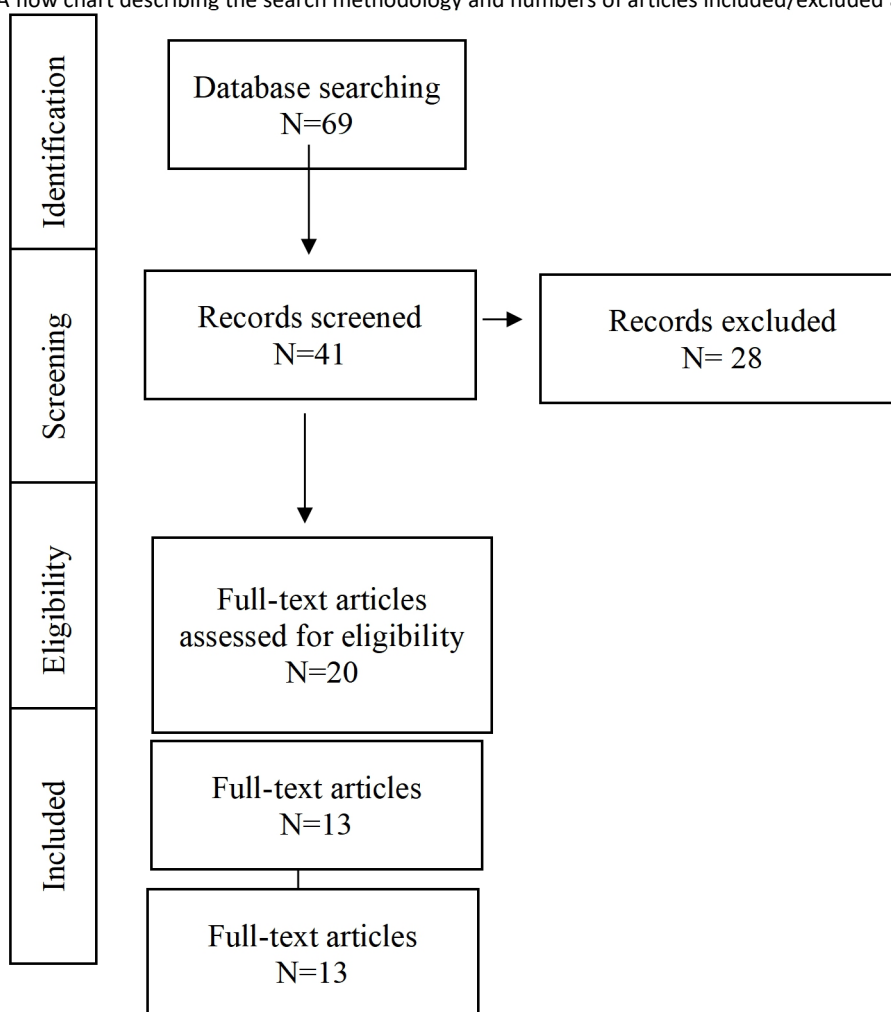 A flow chart describing the search methodology and numbers of articles included/excluded
Identification
Database searching
N=69
Screening
Records screened
N=41
Records excluded
N= 28
Eligibility
Full-text articles
assessed for eligibility
N=20
Included
Full-text articles
N=13
Full-text articles
N=13